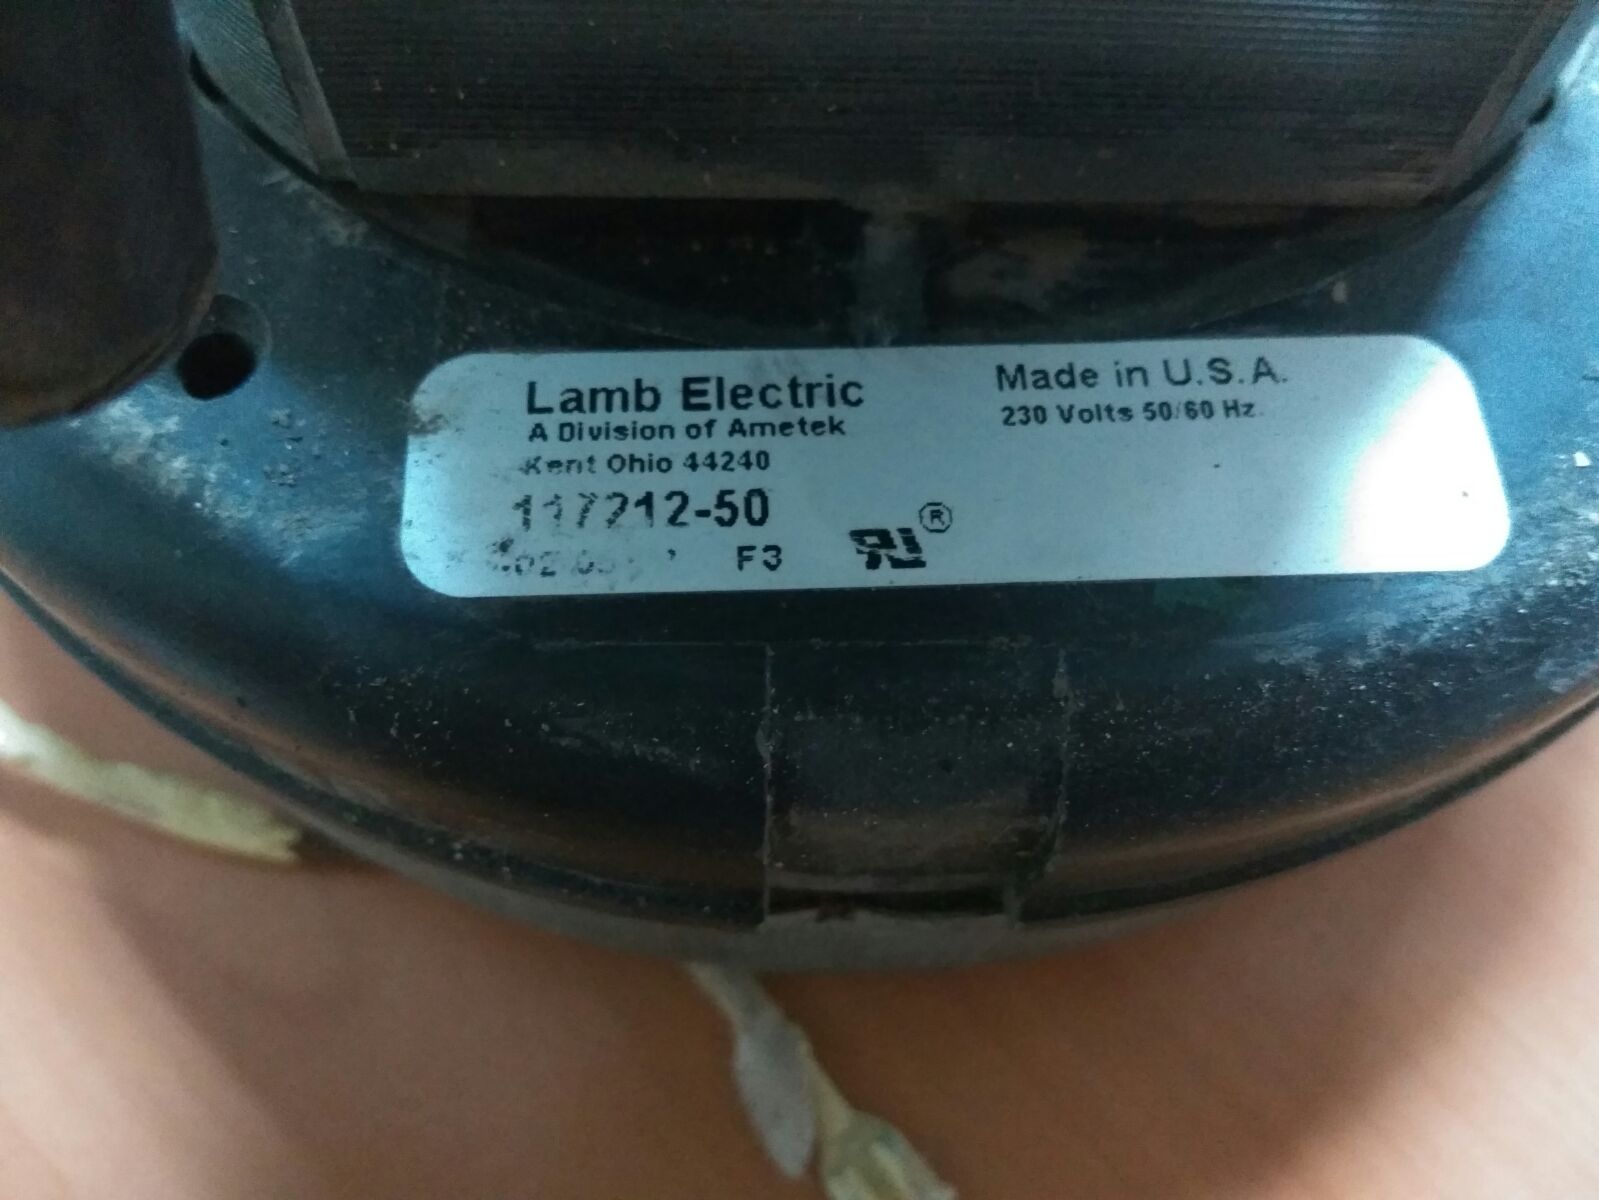 Lamb Electric
A Division of Ametek
Kent Ohio 44240
117212-50
F3
®
Made in U.S.A.
230 Volts 50/60 Hz.